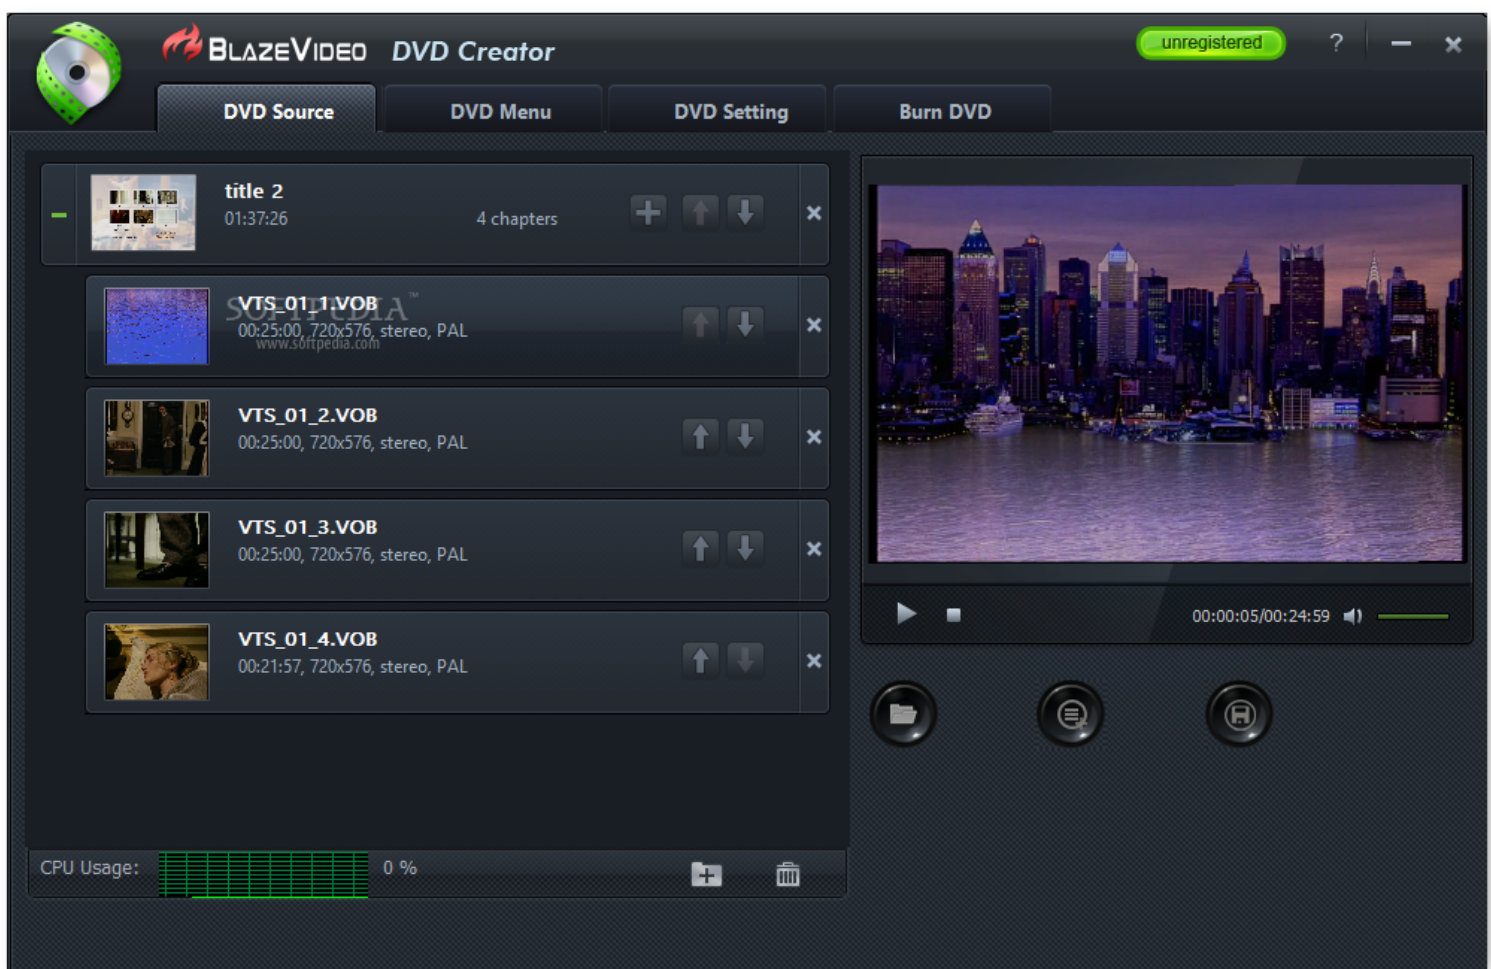 BLAZEVIDEO DVD Creator
unregistered
?
DVD Source
DVD Menu
DVD Setting
Burn DVD
title 2
01:37:26
4 chapters
SOFTPEDIA™
www.softpedia.com
VTS_01_1.VOB
00:25:00, 720x576, stereo, PAL
VTS_01_2.VOB
00:25:00, 720x576, stereo, PAL
VTS_01_3.VOB
00:25:00, 720x576, stereo, PAL
VTS_01_4.VOB
00:21:57, 720x576, stereo, PAL
00:00:05/00:24:59
CPU Usage:
0 %